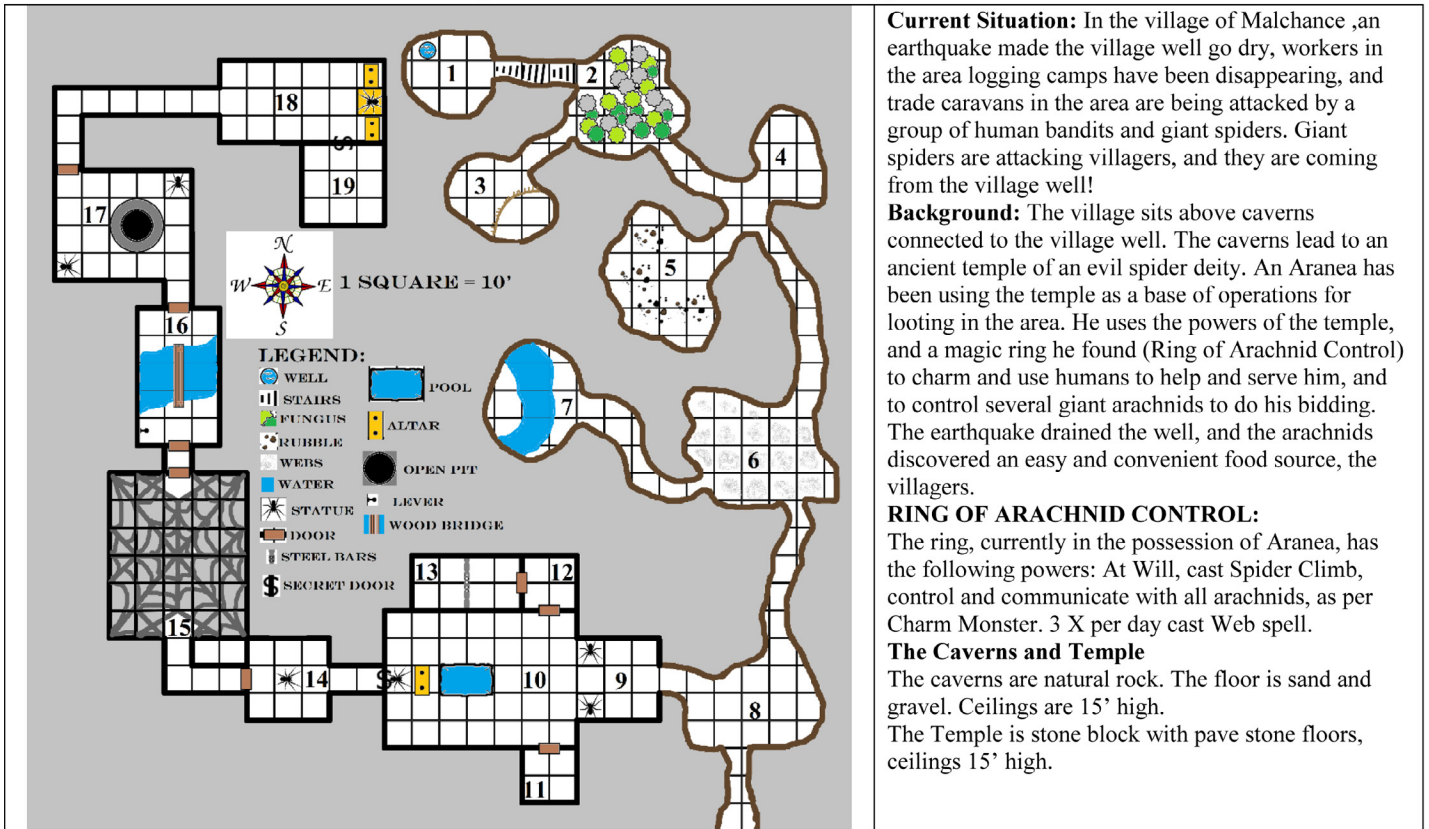 1
2
3
4
5
6
7
8
9
10
11
12
13
14
15
16
17
18
19
$
$
N
W E
S
1 SQUARE = 10'
LEGEND:
WELL
STAIRS
FUNGUS
RUBBLE
WEBS
WATER
STATUE
DOOR
STEEL BARS
$ SECRET DOOR
POOL
ALTAR
OPEN PIT
LEVER
WOOD BRIDGE
Current Situation: In the village of Malchance ,an
earthquake made the village well go dry, workers in
the area logging camps have been disappearing, and
trade caravans in the area are being attacked by a
group of human bandits and giant spiders. Giant
spiders are attacking villagers, and they are coming
from the village well!
Background: The village sits above caverns
connected to the village well. The caverns lead to an
ancient temple of an evil spider deity. An Aranea has
been using the temple as a base of operations for
looting in the area. He uses the powers of the temple,
and a magic ring he found (Ring of Arachnid Control)
to charm and use humans to help and serve him, and
to control several giant arachnids to do his bidding.
The earthquake drained the well, and the arachnids
discovered an easy and convenient food source, the
villagers.
RING OF ARACHNID CONTROL:
The ring, currently in the possession of Aranea, has
the following powers: At Will, cast Spider Climb,
control and communicate with all arachnids, as per
Charm Monster. 3 X per day cast Web spell.
The Caverns and Temple
The caverns are natural rock. The floor is sand and
gravel. Ceilings are 15' high.
The Temple is stone block with pave stone floors,
ceilings 15' high.